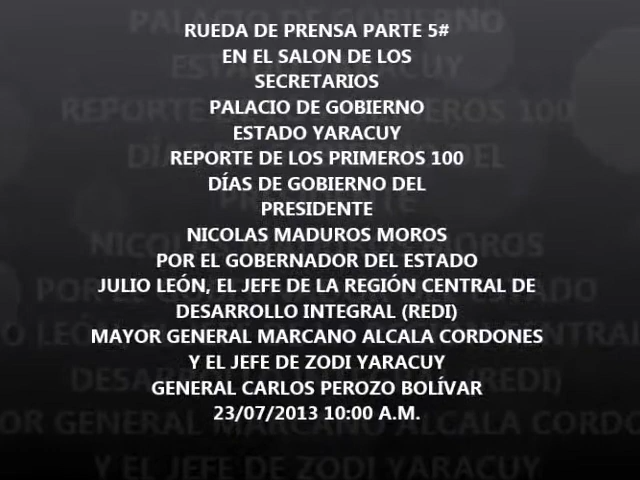 RUEDA DE PRENSA PARTE 5#
EN EL SALON DE LOS
SECRETARIOS
PALACIO DE GOBIERNO
ESTADO YARACUY
REPORTE DE LOS PRIMEROS 100
DÍAS DE GOBIERNO DEL
PRESIDENTE
NICOLAS MADUROS MOROS
POR EL GOBERNADOR DEL ESTADO
JULIO LEÓN, EL JEFE DE LA REGIÓN CENTRAL DE
DESARROLLO INTEGRAL (REDI)
MAYOR GENERAL MARCANO ALCALA CORDONES
Y EL JEFE DE ZODI YARACUY
GENERAL CARLOS PEROZO BOLÍVAR
23/07/2013 10:00 A.M.